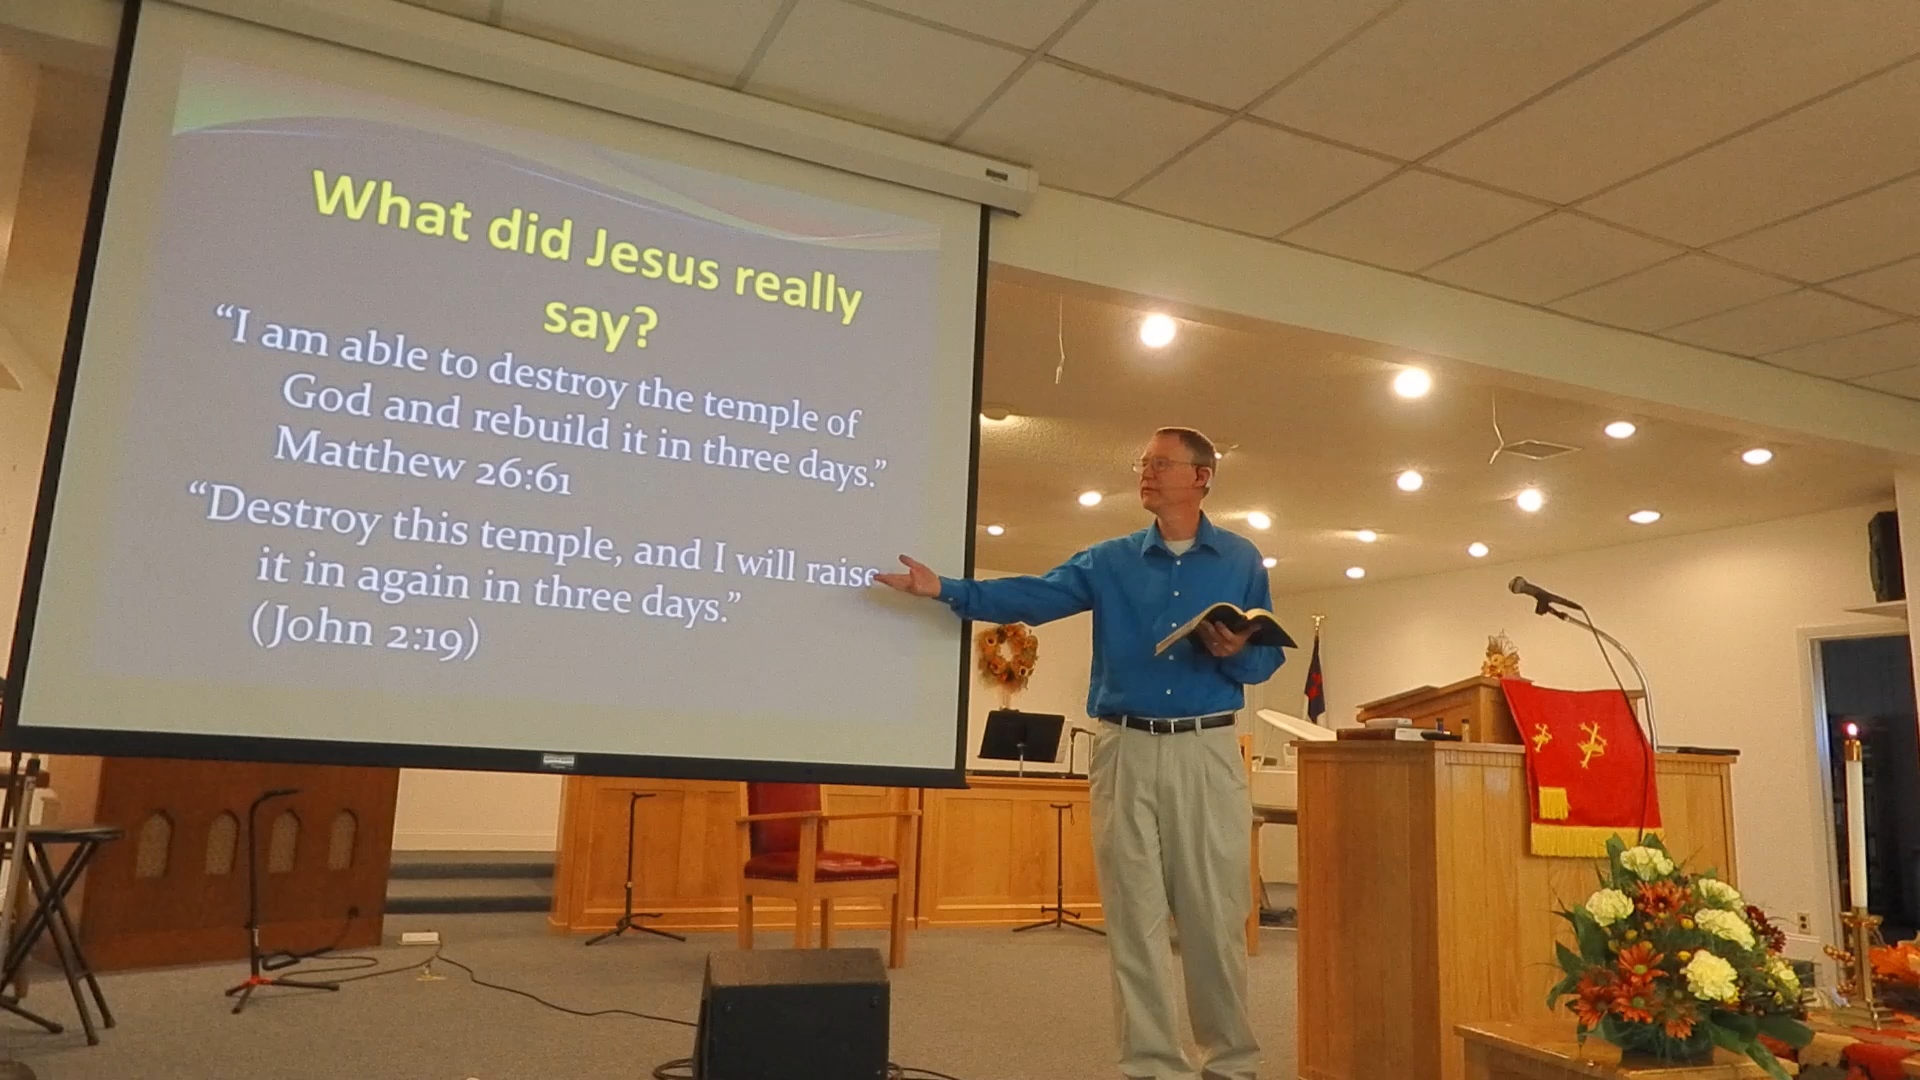 What did Jesus really
say?
“I am able to destroy the temple of
God and rebuild it in three days.”
Matthew 26:61
“Destroy this temple, and I will raise
it in again in three days.”
(John 2:19)